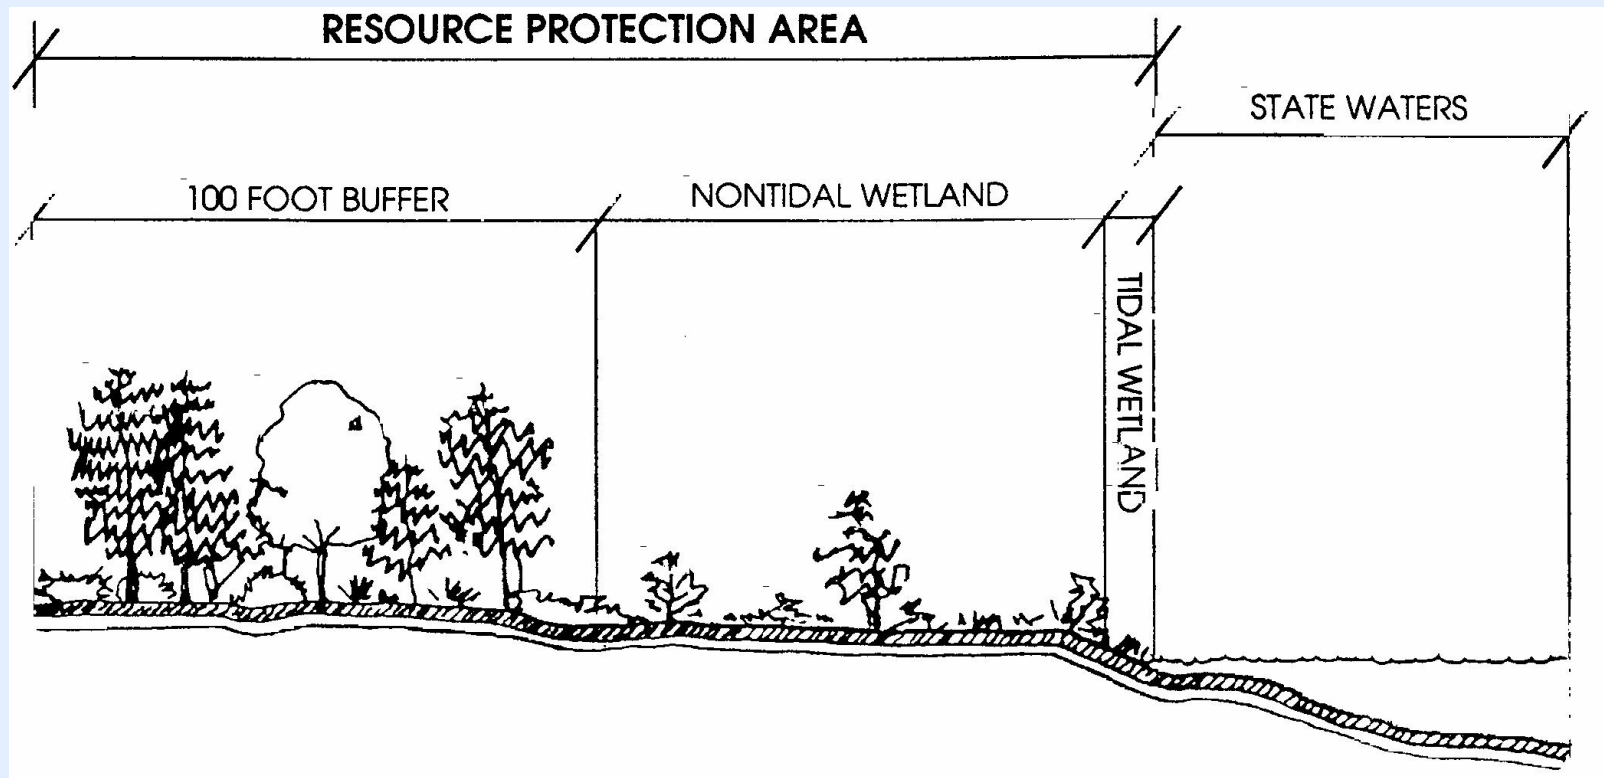 RESOURCE PROTECTION AREA
STATE WATERS
100 FOOT BUFFER
NONTIDAL WETLAND
TIDAL WETLAND